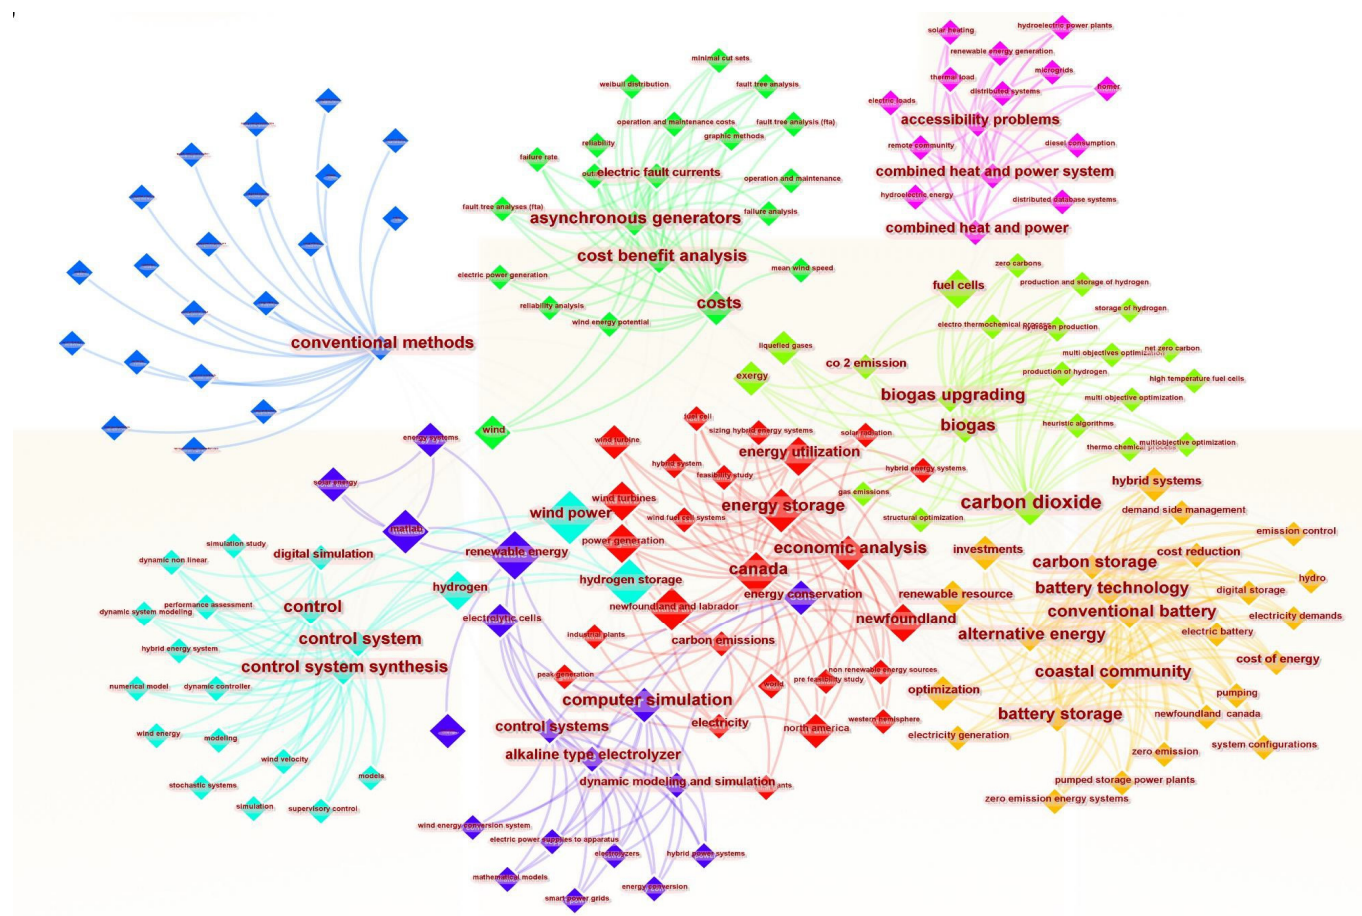 solar heating
hydroelectric power plants
renewable energy generation
minimal cut sets
thermal load
microgrids
weibull distribution
fault tree analysis
distributed systems
homer
electric loads
operation and maintenance costs
fault tree analysis (fta)
accessibility problems
graphic methods
reliability
remote community
diesel consumption
failure rate
electric fault currents
combined heat and power system
operation and maintenance
hydroelectric energy
distributed database systems
fault tree analyses (fta)
failure analysis
asynchronous generators
combined heat and power
cost benefit analysis
zero carbons
electric power generation
mean wind speed
fuel cells
production and storage of hydrogen
costs
reliability analysis
storage of hydrogen
wind energy potential
electro thermochemical process
hydrogen production
conventional methods
liquefied gases
multi objectives optimization
net zero carbon
co 2 emission
exergy
production of hydrogen
high temperature fuel cells
biogas upgrading
multi objective optimization
fuel cell
biogas
heuristic algorithms
wind
energy systems
sizing hybrid energy systems
solar radiation
wind turbine
thermo chemical process
multiobjective optimization
energy utilization
hybrid system
feasibility study
hybrid energy systems
solar energy
hybrid systems
gas emissions
wind turbines
energy storage
carbon dioxide
wind power
demand side management
wind fuel cell systems
structural optimization
matlab
emission control
power generation
simulation study
digital simulation
renewable energy
economic analysis
investments
cost reduction
dynamic non linear
carbon storage
canada
hydrogen storage
hydro
hydrogen
battery technology
digital storage
energy conservation
renewable resource
performance assessment
control
newfoundland and labrador
dynamic system modeling
conventional battery
electricity demands
electrolytic cells
newfoundland
industrial plants
alternative energy
electric battery
control system
carbon emissions
hybrid energy system
cost of energy
control system synthesis
non renewable energy sources
coastal community
peak generation
pre feasibility study
numerical model
dynamic controller
world
optimization
pumping
computer simulation
battery storage
newfoundland canada
western hemisphere
electricity
control systems
north america
wind energy
modeling
electricity generation
system configurations
alkaline type electrolyzer
zero emission
wind velocity
models
dynamic modeling and simulation
pumped storage power plants
stochastic systems
zero emission energy systems
simulation
supervisory control
wind energy conversion system
electric power supplies to apparatus
electrolyzers
hybrid power systems
mathematical models
energy conversion
smart power grids